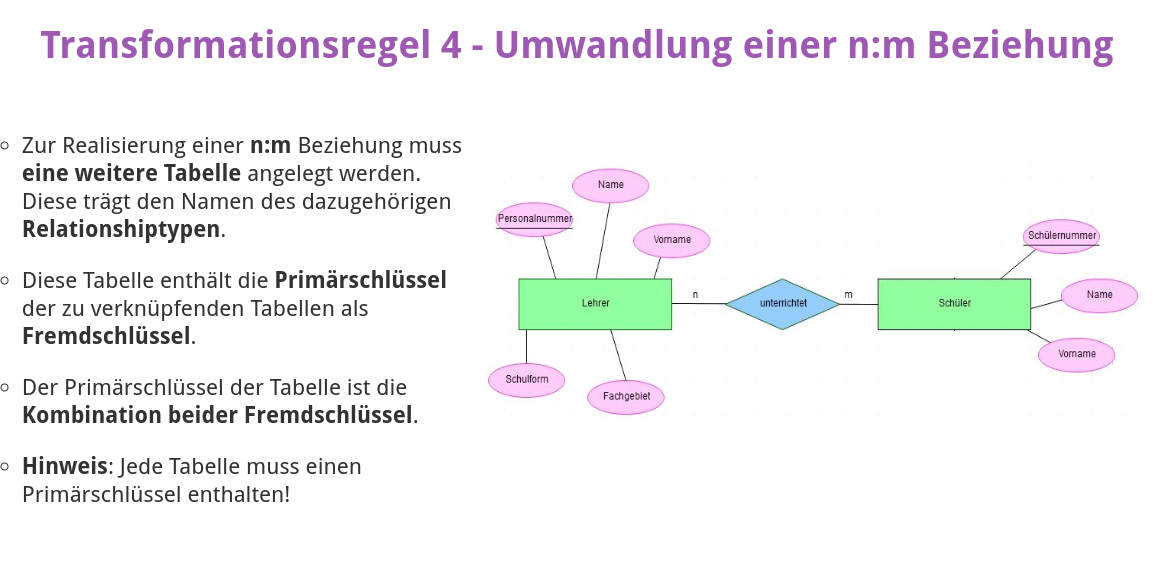 Transformationsregel 4 - Umwandlung einer n:m Beziehung
Zur Realisierung einer n:m Beziehung muss
eine weitere Tabelle angelegt werden.
Diese trägt den Namen des dazugehörigen
Relationshiptypen.
Diese Tabelle enthält die Primärschlüssel
der zu verknüpfenden Tabellen als
Fremdschlüssel.
Der Primärschlüssel der Tabelle ist die
Kombination beider Fremdschlüssel.
Hinweis: Jede Tabelle muss einen
Primärschlüssel enthalten!
Name
Personalnummer
Vorname
Lehrer
n
unterrichtet
m
Schüler
Schülernummer
Name
Vorname
Schulform
Fachgebiet